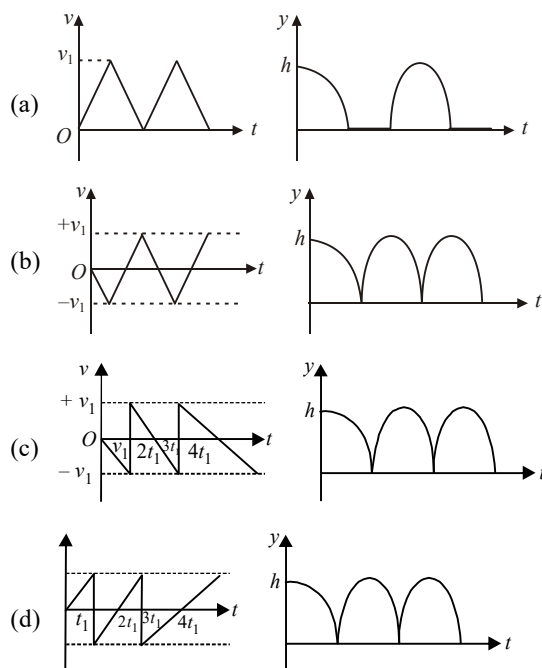 v y
v₁ h
(a)
O t t
v y
+v₁ h
(b) O t
−v₁ t
v y
+ v₁ h
(c) O v₁ 2t₁ 3t₁ 4t₁ t
− v₁ t
y
h
(d) t₁ 2t₁ 3t₁ 4t₁ t
t